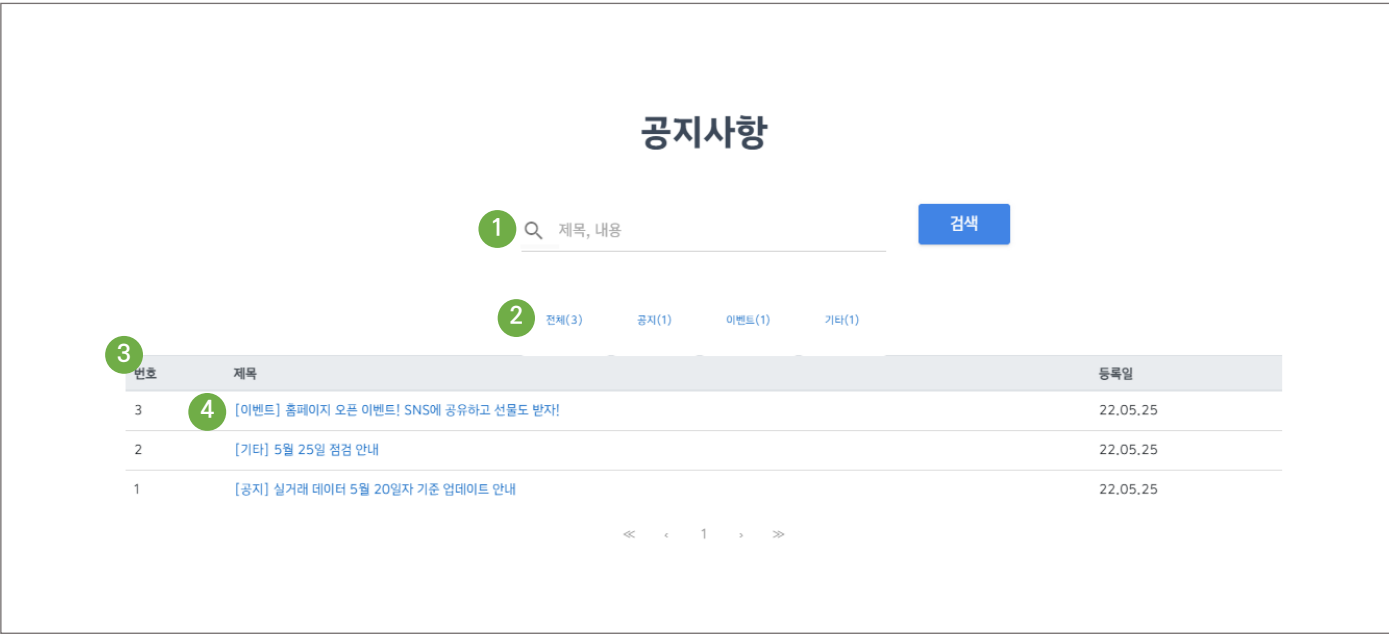 공지사항
1 제목, 내용 검색
2 전체(3) 공지(1) 이벤트(1) 기타(1)
3
번호 제목 등록일
3 4 [이벤트] 홈페이지 오픈 이벤트! SNS에 공유하고 선물도 받자! 22.05.25
2 [기타] 5월 25일 점검 안내 22.05.25
1 [공지] 실거래 데이터 5월 20일자 기준 업데이트 안내 22.05.25
≪ ‹ 1 › ≫